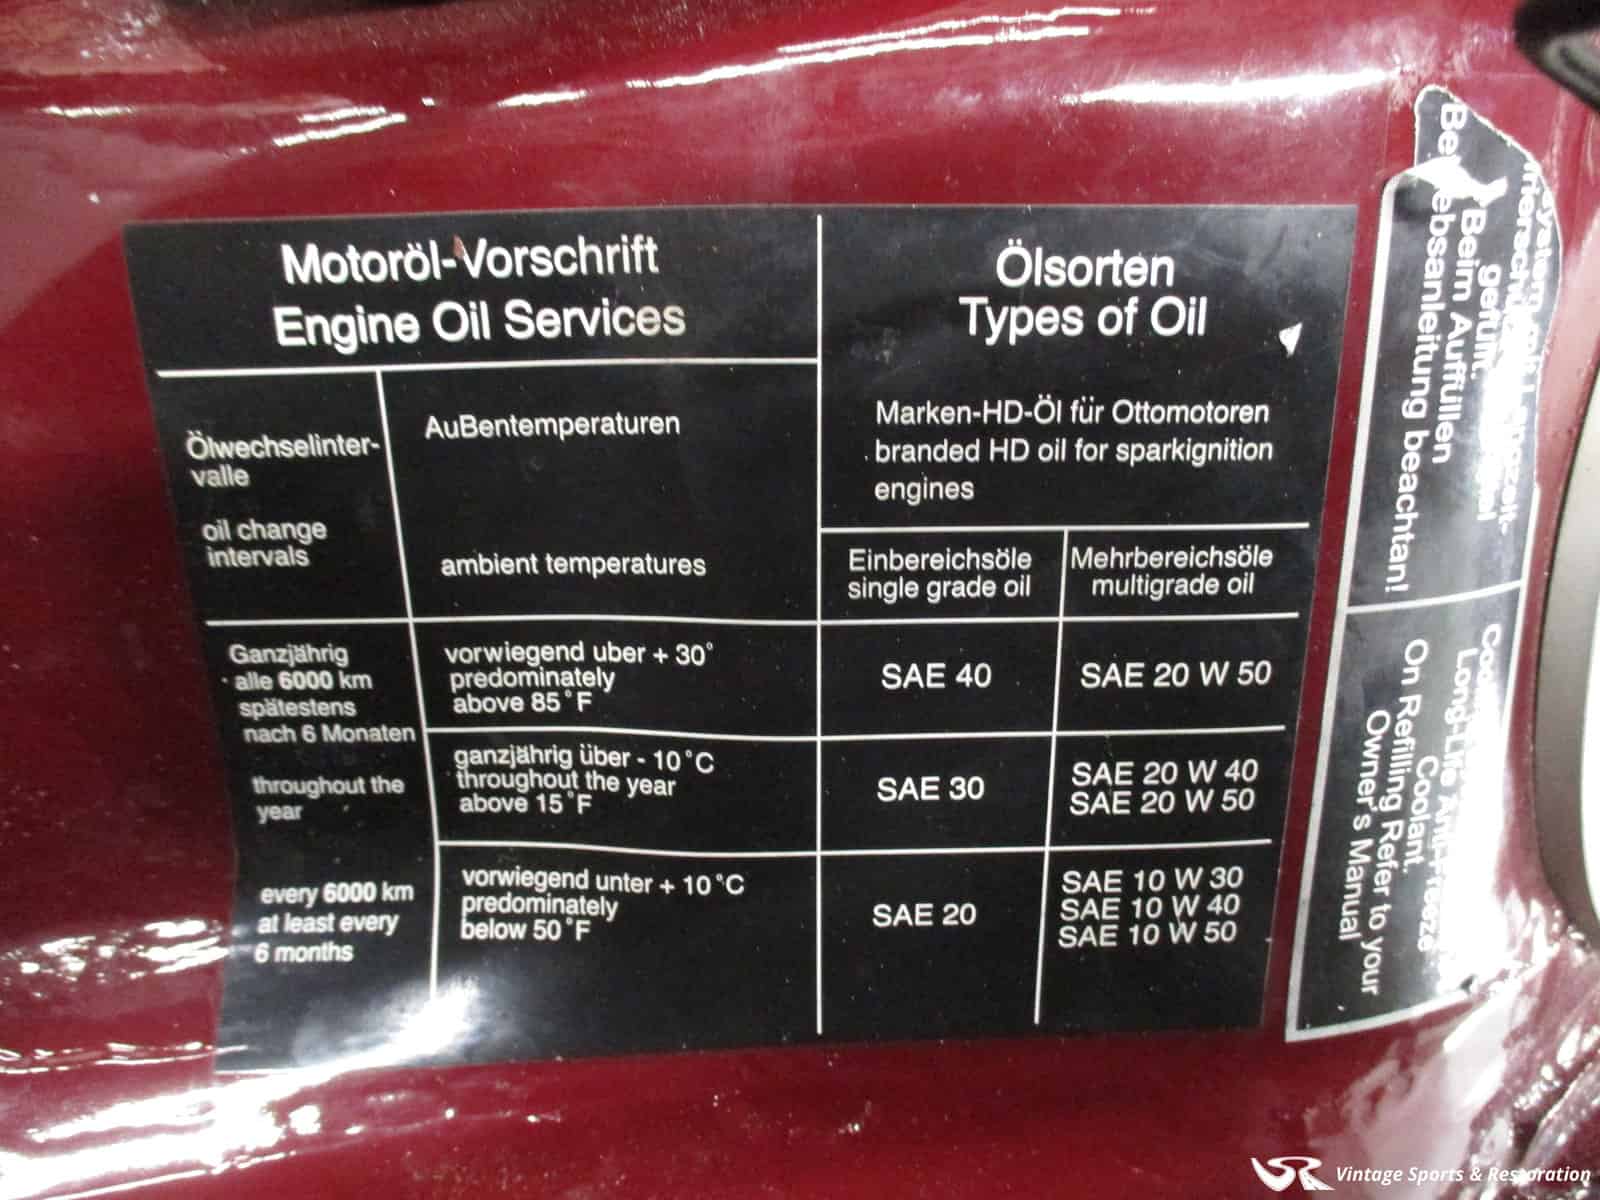 Motoröl-Vorschrift
Engine Oil Services
Ölsorten
Types of Oil
Ölwechselinter-
valle
oil change
intervals
AuBentemperaturen
ambient temperatures
Marken-HD-Öl für Ottomotoren
branded HD oil for sparkignition
engines
Einbereichsöle
single grade oil
Mehrbereichsöle
multigrade oil
Ganzjährig
alle 6000 km
spätestens
nach 6 Monaten
throughout the
year
every 6000 km
at least every
6 months
vorwiegend uber + 30°
predominately
above 85°F
SAE 40
SAE 20 W 50
ganzjährig über - 10°C
throughout the year
above 15°F
SAE 30
SAE 20 W 40
SAE 20 W 50
vorwiegend unter + 10°C
predominately
below 50°F
SAE 20
SAE 10 W 30
SAE 10 W 40
SAE 10 W 50
Beim Auffüllen
beachtan!
Long-Life
Coolant.
On Refilling Refer to your
Owner's Manual
Vintage Sports & Restoration